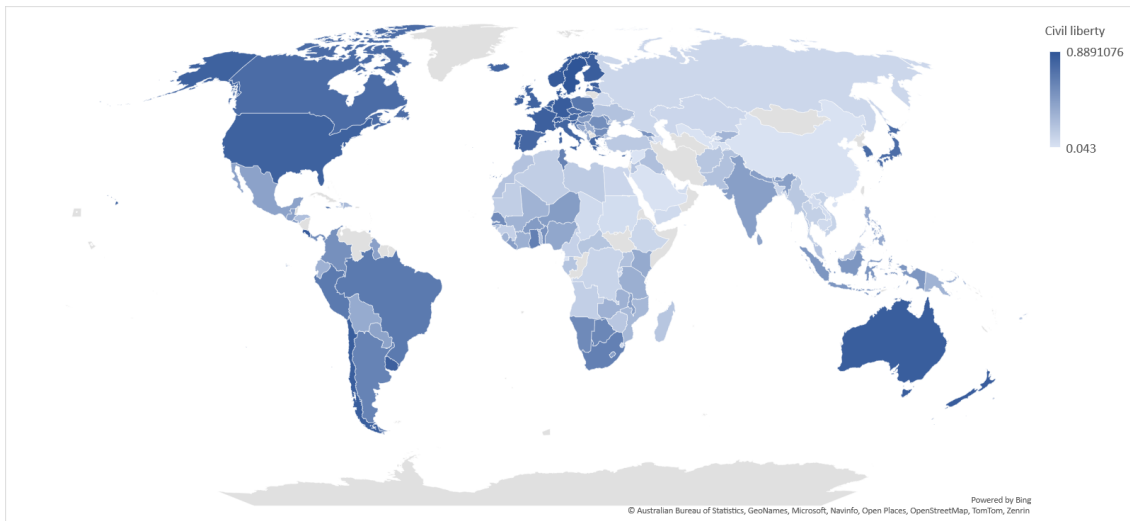 Civil liberty
0.8891076
0.043
Powered by Bing
© Australian Bureau of Statistics, GeoNames, Microsoft, Navinfo, Open Places, OpenStreetMap, TomTom, Zenrin